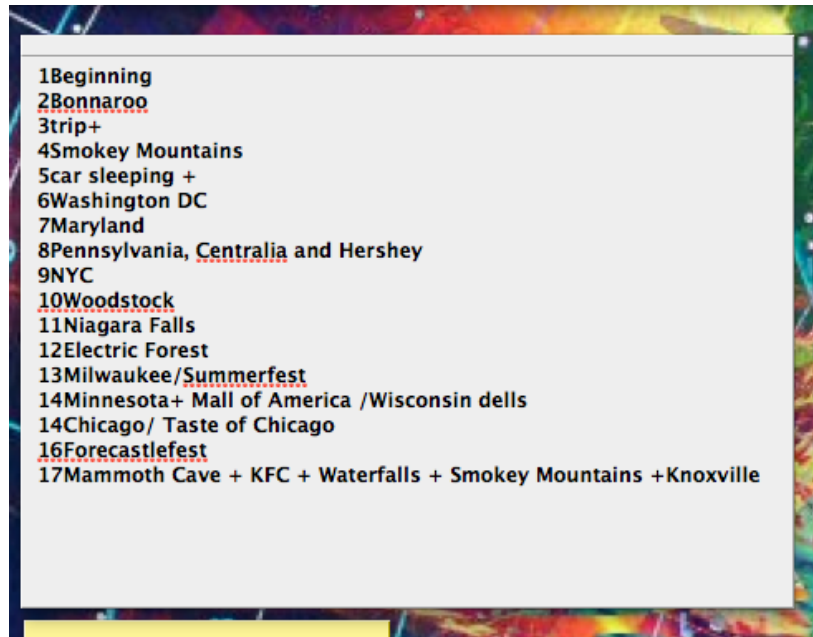 1Beginning
2Bonnaroo
3trip+
4Smokey Mountains
5car sleeping +
6Washington DC
7Maryland
8Pennsylvania, Centralia and Hershey
9NYC
10Woodstock
11Niagara Falls
12Electric Forest
13Milwaukee/Summerfest
14Minnesota+ Mall of America /Wisconsin dells
14Chicago/ Taste of Chicago
16Forecastlefest
17Mammoth Cave + KFC + Waterfalls + Smokey Mountains +Knoxville